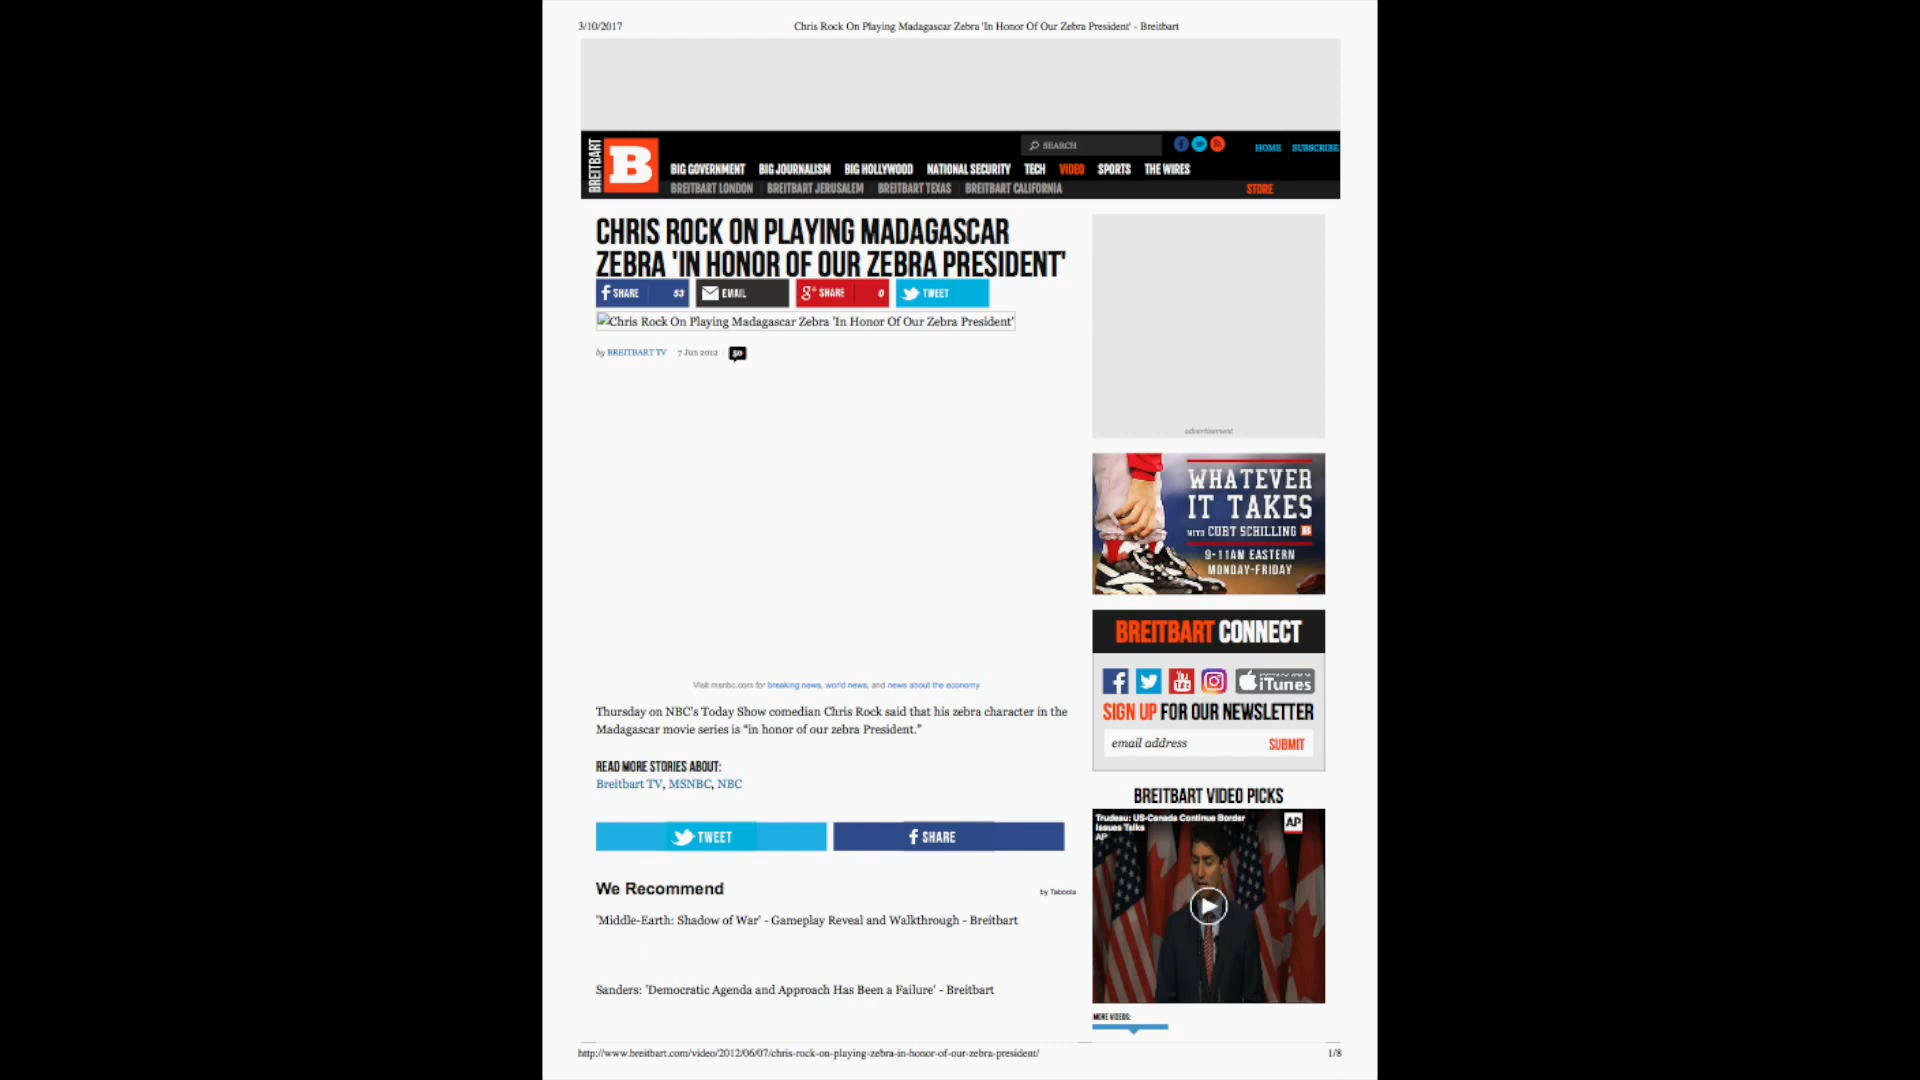 3/10/2017
Chris Rock On Playing Madagascar Zebra 'In Honor Of Our Zebra President' - Breitbart
BREITBART
B
SEARCH
HOME SUBSCRIBE
BIG GOVERNMENT BIG JOURNALISM BIG HOLLYWOOD NATIONAL SECURITY TECH VIDEO SPORTS THE WIRES
BREITBART LONDON BREITBART JERUSALEM BREITBART TEXAS BREITBART CALIFORNIA STORE
CHRIS ROCK ON PLAYING MADAGASCAR
ZEBRA 'IN HONOR OF OUR ZEBRA PRESIDENT'
SHARE 53 EMAIL SHARE 0 TWEET
Chris Rock On Playing Madagascar Zebra 'In Honor Of Our Zebra President'
by BREITBART TV 7 Jun 2012 50
Visit msnbc.com for breaking news, world news, and news about the economy
Thursday on NBC's Today Show comedian Chris Rock said that his zebra character in the
Madagascar movie series is “in honor of our zebra President.”
READ MORE STORIES ABOUT:
Breitbart TV, MSNBC, NBC
TWEET SHARE
We Recommend
by Taboola
'Middle-Earth: Shadow of War' - Gameplay Reveal and Walkthrough - Breitbart
Sanders: 'Democratic Agenda and Approach Has Been a Failure' - Breitbart
advertisement
WHATEVER
IT TAKES
WITH CURT SCHILLING B
9-11AM EASTERN
MONDAY-FRIDAY
BREITBART CONNECT
iTunes
SIGN UP FOR OUR NEWSLETTER
email address SUBMIT
BREITBART VIDEO PICKS
Trudeau: US-Canada Continue Border
Issues Talks
AP
AP
MORE VIDEOS:
http://www.breitbart.com/video/2012/06/07/chris-rock-on-playing-zebra-in-honor-of-our-zebra-president/
1/8